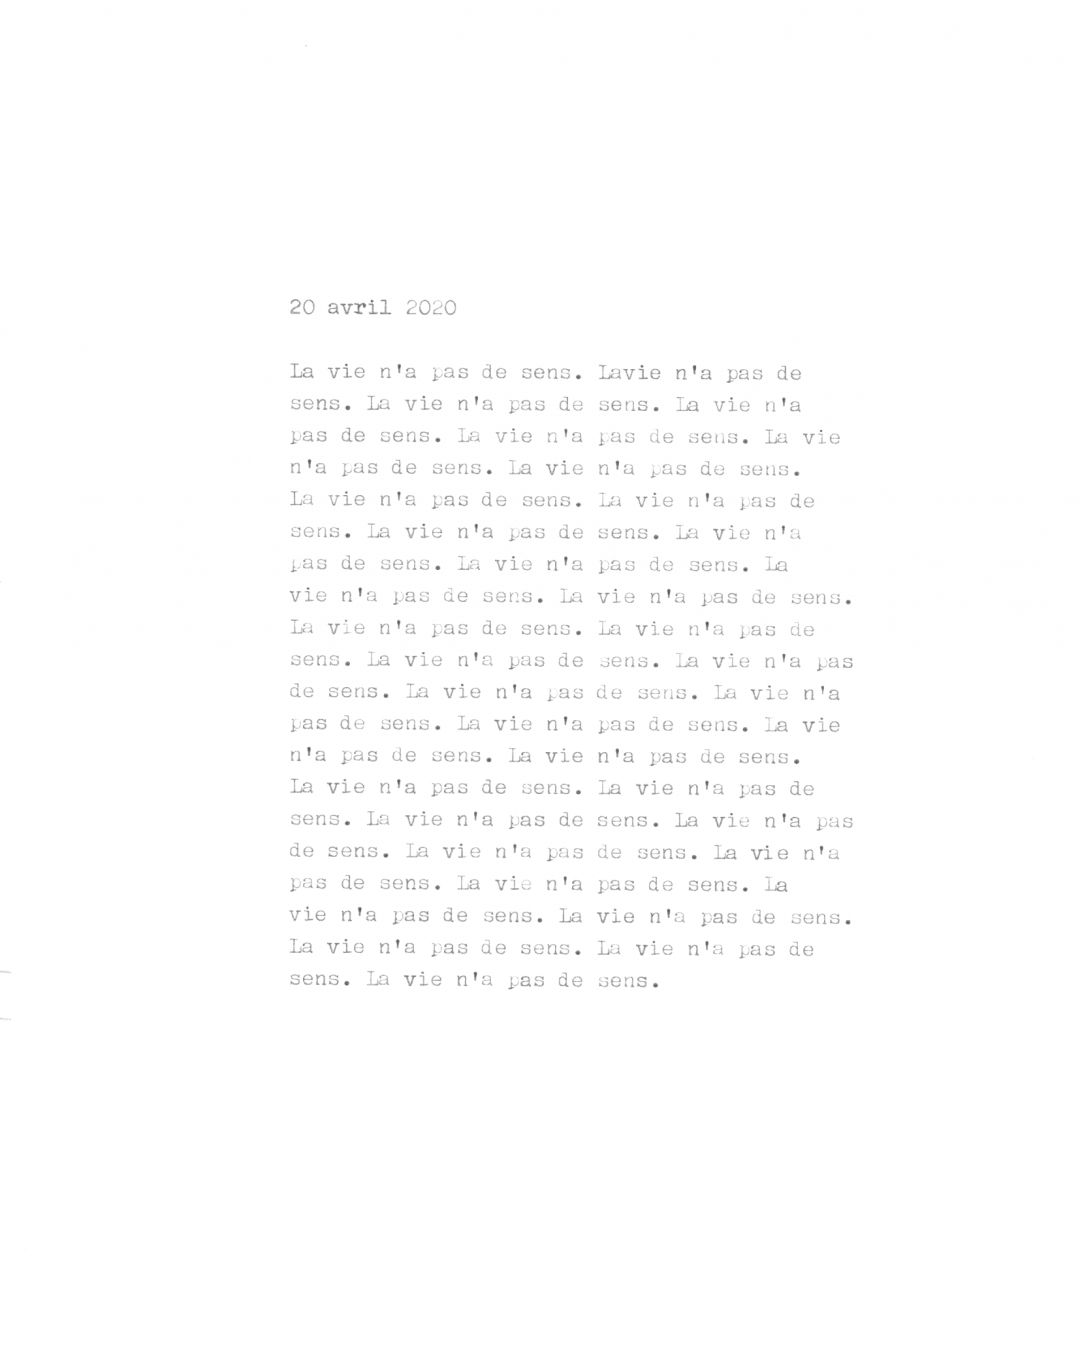 20 avril 2020
La vie n'a pas de sens. Lavie n'a pas de
sens. La vie n'a pas de sens. La vie n'a
pas de sens. La vie n'a pas de sens. La vie
n'a pas de sens. La vie n'a pas de sens.
La vie n'a pas de sens. La vie n'a pas de
sens. La vie n'a pas de sens. La vie n'a
pas de sens. La vie n'a pas de sens. La
vie n'a pas de sens. La vie n'a pas de sens.
La vie n'a pas de sens. La vie n'a pas de
sens. La vie n'a pas de sens. La vie n'a pas
de sens. La vie n'a pas de sens. La vie n'a
pas de sens. La vie n'a pas de sens. La vie
n'a pas de sens. La vie n'a pas de sens.
La vie n'a pas de sens. La vie n'a pas de
sens. La vie n'a pas de sens. La vie n'a pas
de sens. La vie n'a pas de sens. La vie n'a
pas de sens. La vie n'a pas de sens. La
vie n'a pas de sens. La vie n'a pas de sens.
La vie n'a pas de sens. La vie n'a pas de
sens. La vie n'a pas de sens.